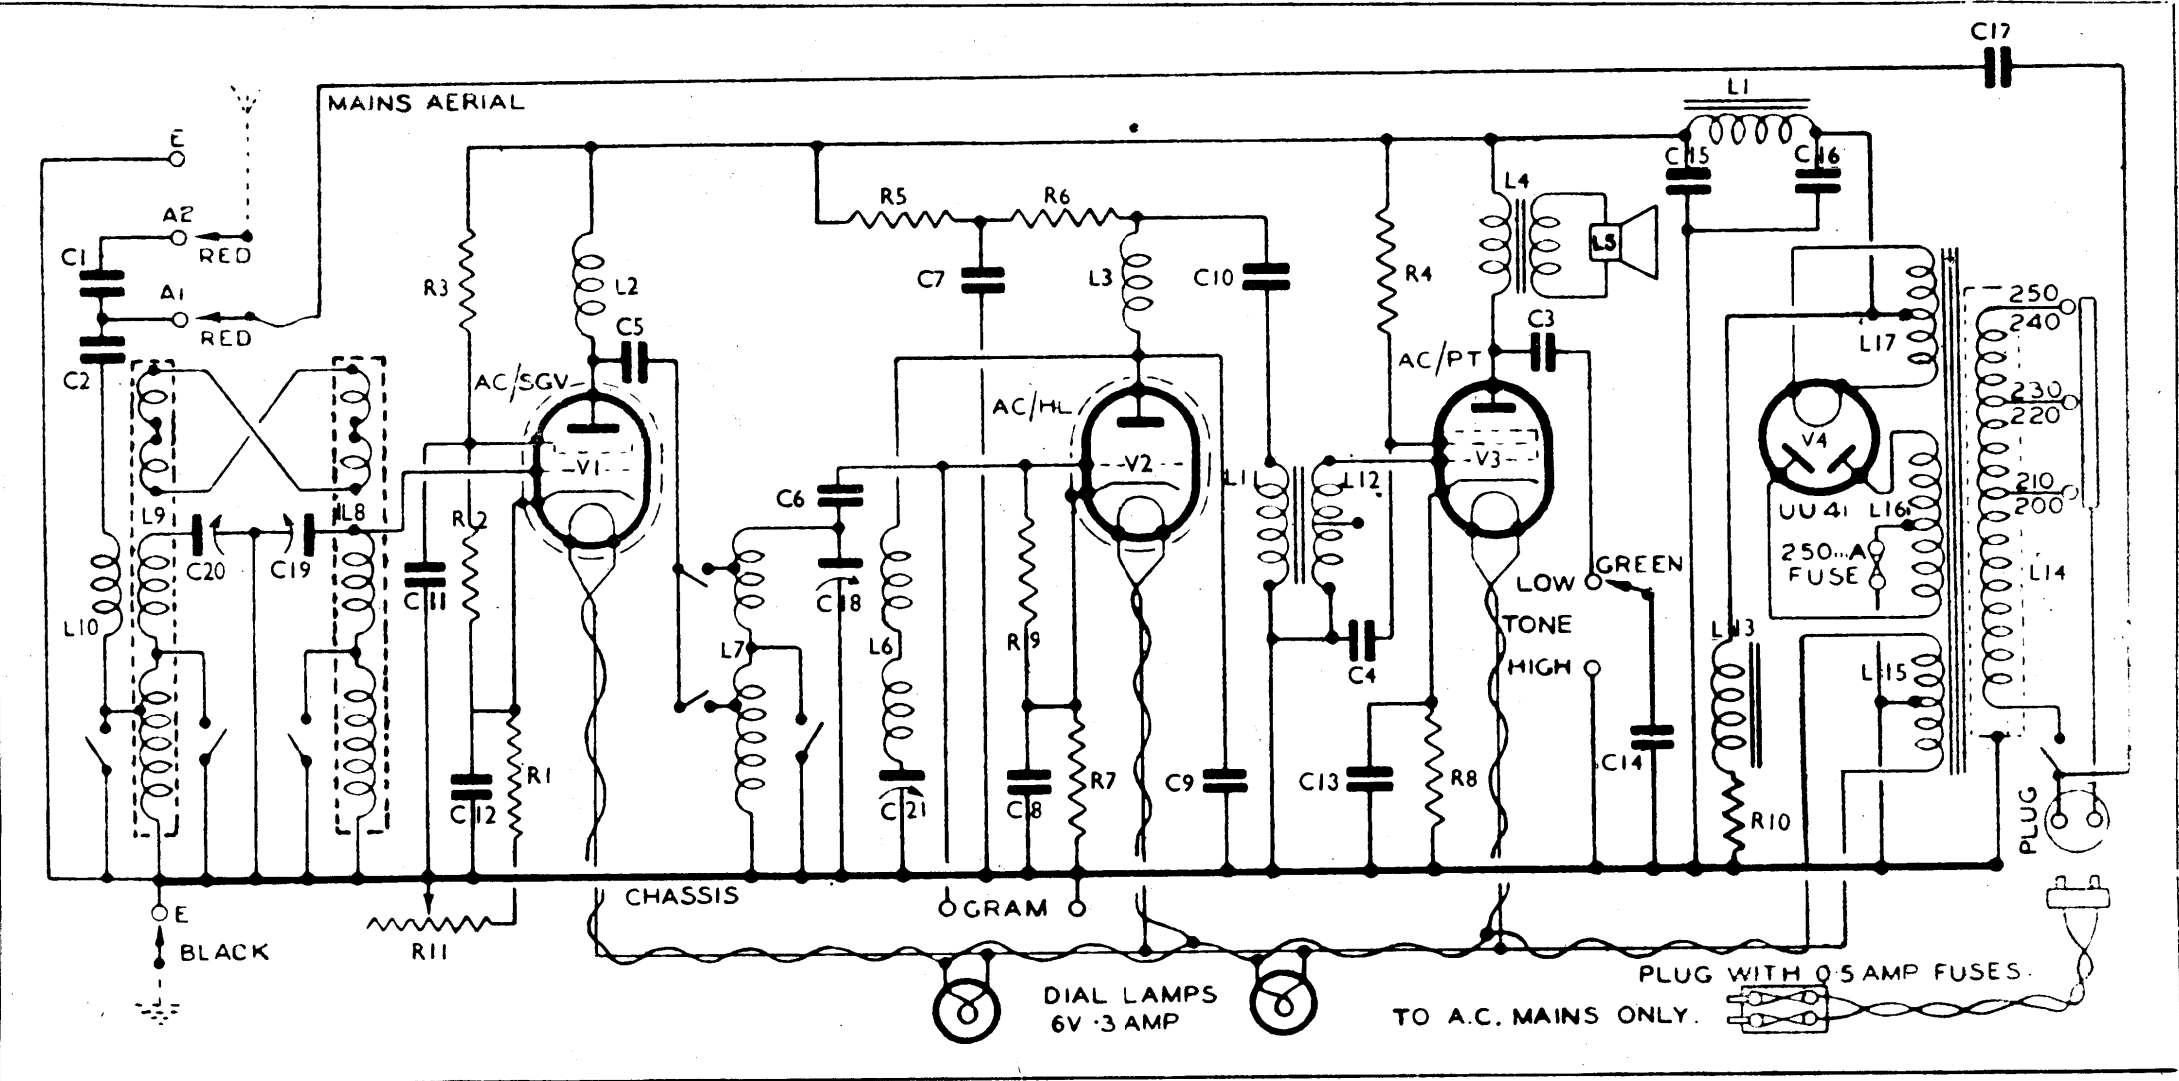 C17
L1
MAINS AERIAL
E
C15
C16
A2
RED
C1
A1
RED
C2
R3
L2
C5
R5
R6
C7
L3
C10
R4
L4
LS
C3
AC/SGV
AC/HL
AC/PT
V1
V2
V3
V4
UU41
L17
L16
250
240
230
220
210
200
L14
L9
L8
C20
C19
L10
C11
R2
C6
C18
L7
L6
R9
L11
L12
C4
LOW
GREEN
TONE
HIGH
FUSE
L13
L15
C12
R1
C21
C8
R7
C9
C13
R8
C14
R10
PLUG
CHASSIS
E
BLACK
R11
GRAM
DIAL LAMPS
6V ·3 AMP
PLUG WITH 0·5 AMP FUSES.
TO A.C. MAINS ONLY.